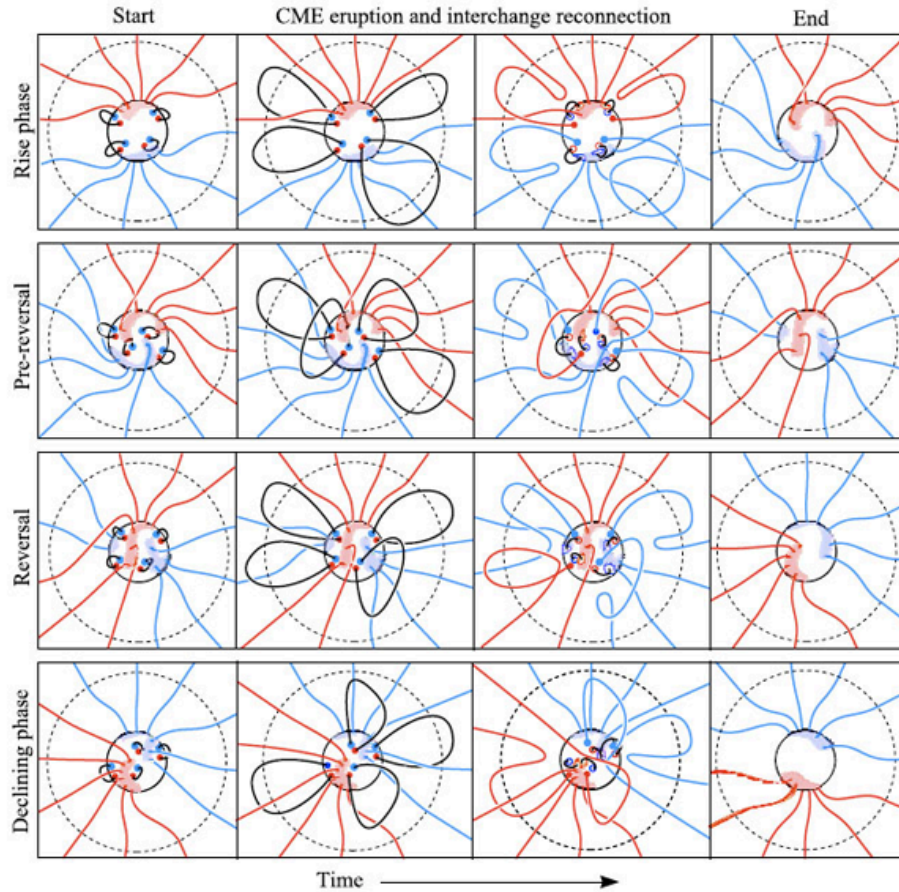 Start
CME eruption and interchange reconnection
End
Rise phase
Pre-reversal
Reversal
Declining phase
Time